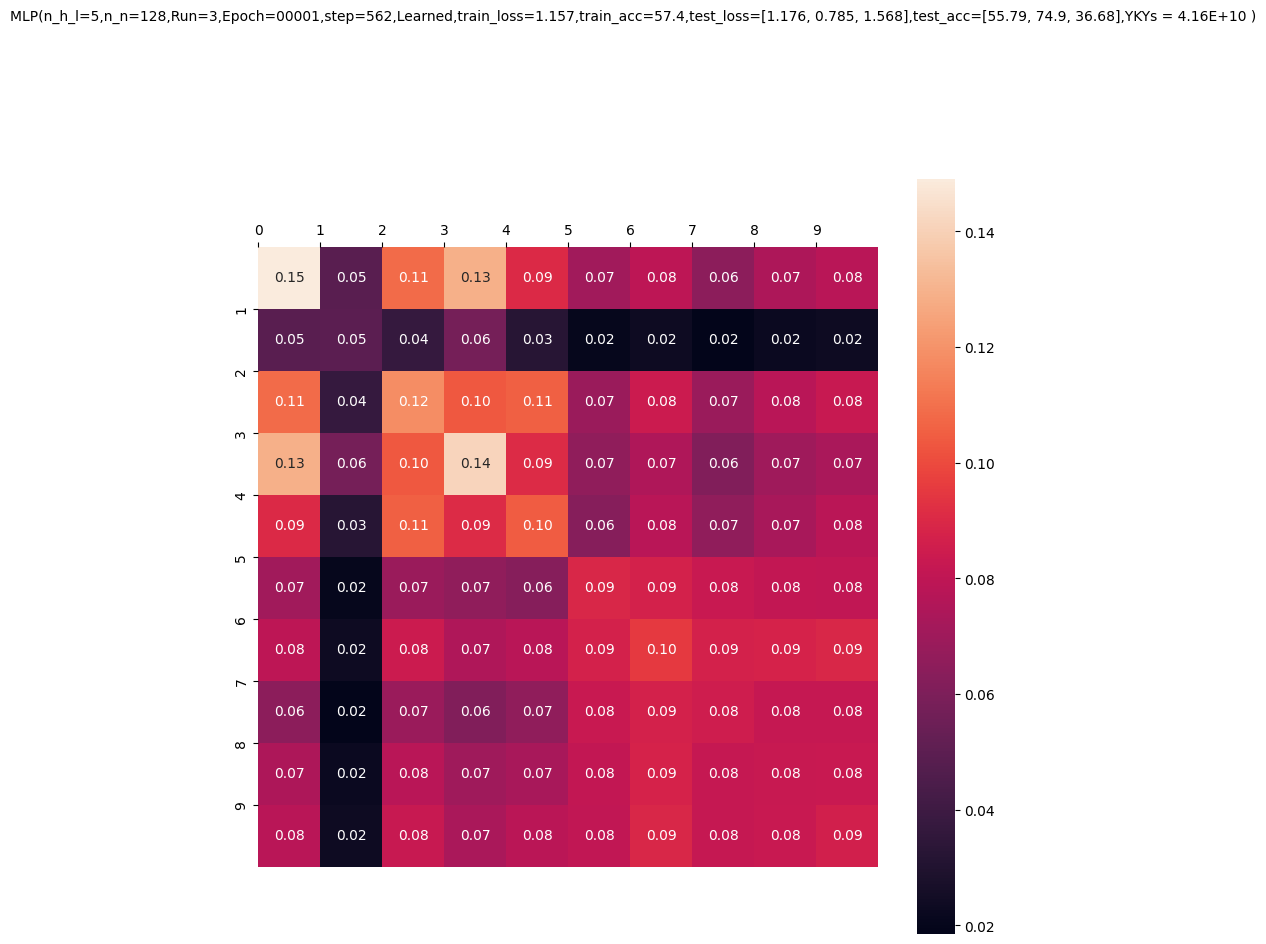 MLP(n_h_l=5,n_n=128,Run=3,Epoch=00001,step=562,Learned,train_loss=1.157,train_acc=57.4,test_loss=[1.176, 0.785, 1.568],test_acc=[55.79, 74.9, 36.68],YKYs = 4.16E+10 )
0 1 2 3 4 5 6 7 8 9
0.15 0.05 0.11 0.13 0.09 0.07 0.08 0.06 0.07 0.08
1
0.05 0.05 0.04 0.06 0.03 0.02 0.02 0.02 0.02 0.02
2
0.11 0.04 0.12 0.10 0.11 0.07 0.08 0.07 0.08 0.08
3
0.13 0.06 0.10 0.14 0.09 0.07 0.07 0.06 0.07 0.07
4
0.09 0.03 0.11 0.09 0.10 0.06 0.08 0.07 0.07 0.08
5
0.07 0.02 0.07 0.07 0.06 0.09 0.09 0.08 0.08 0.08
6
0.08 0.02 0.08 0.07 0.08 0.09 0.10 0.09 0.09 0.09
7
0.06 0.02 0.07 0.06 0.07 0.08 0.09 0.08 0.08 0.08
8
0.07 0.02 0.08 0.07 0.07 0.08 0.09 0.08 0.08 0.08
9
0.08 0.02 0.08 0.07 0.08 0.08 0.09 0.08 0.08 0.09
0.14
0.12
0.10
0.08
0.06
0.04
0.02